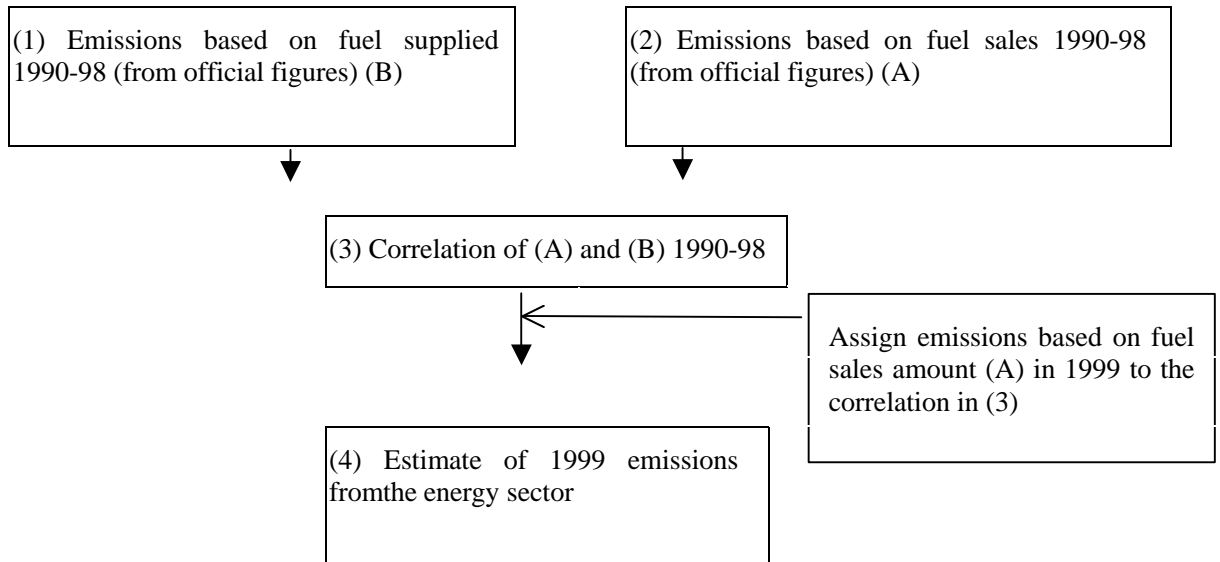 (1) Emissions based on fuel supplied
1990-98 (from official figures) (B)
(2) Emissions based on fuel sales 1990-98
(from official figures) (A)
(3) Correlation of (A) and (B) 1990-98
Assign emissions based on fuel
sales amount (A) in 1999 to the
correlation in (3)
(4) Estimate of 1999 emissions
fromthe energy sector